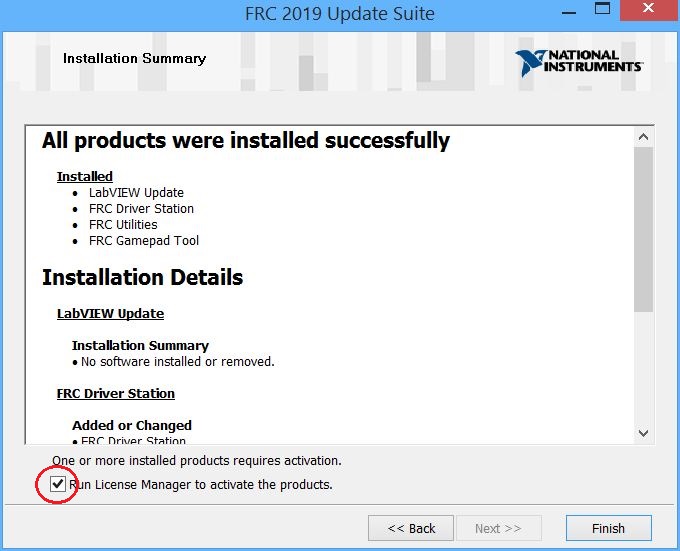 FRC 2019 Update Suite
Installation Summary
NATIONAL
INSTRUMENTS
All products were installed successfully
Installed
• LabVIEW Update
• FRC Driver Station
• FRC Utilities
• FRC Gamepad Tool
Installation Details
LabVIEW Update
Installation Summary
• No software installed or removed.
FRC Driver Station
Added or Changed
• FRC Driver Station
One or more installed products requires activation.
Run License Manager to activate the products.
<< Back
Next >>
Finish